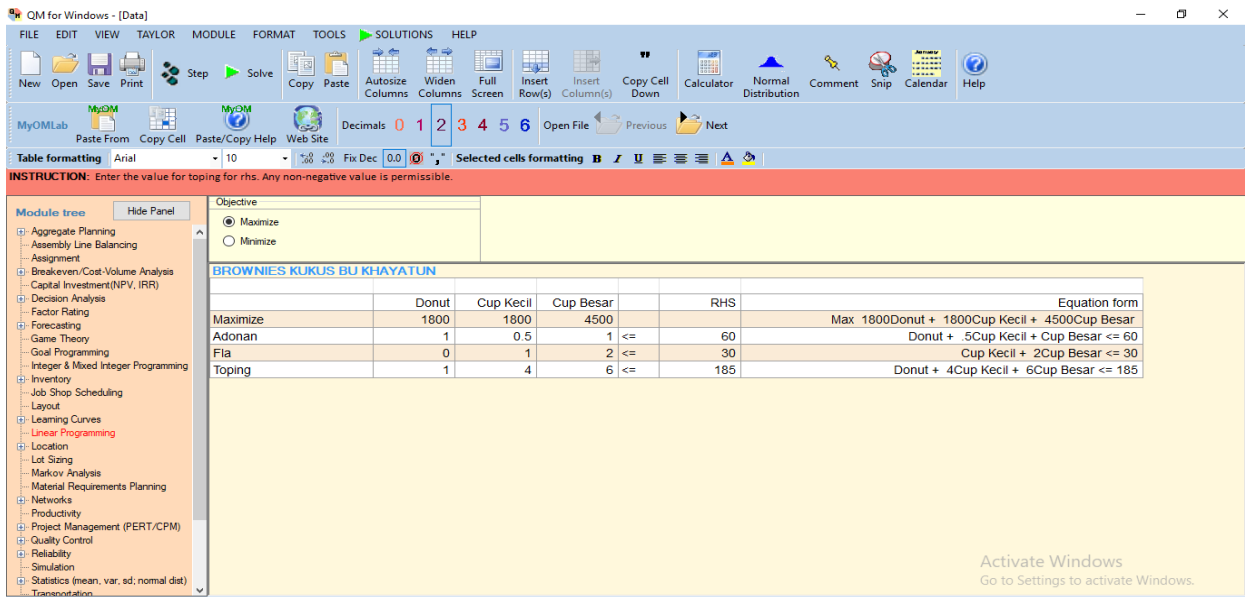 QM for Windows - [Data]
FILE EDIT VIEW TAYLOR MODULE FORMAT TOOLS SOLUTIONS HELP
New Open Save Print Step Solve Copy Paste Autosize Columns Widen Columns Full Screen Insert Row(s) Insert Column(s) Copy Cell Down Calculator Normal Distribution Comment Snip January Calendar Help
MyOMLab MyOM Paste From Copy Cell MyOM Paste/Copy Help Web Site Decimals 0 1 2 3 4 5 6 Open File Previous Next
Table formatting Arial 10 Fix Dec 0.0 0 "," Selected cells formatting B I U A
INSTRUCTION: Enter the value for toping for rhs. Any non-negative value is permissible.
Module tree Hide Panel
Aggregate Planning
Assembly Line Balancing
Assignment
Breakeven/Cost-Volume Analysis
Capital Investment(NPV, IRR)
Decision Analysis
Factor Rating
Forecasting
Game Theory
Goal Programming
Integer & Mixed Integer Programming
Inventory
Job Shop Scheduling
Layout
Learning Curves
Linear Programming
Location
Lot Sizing
Markov Analysis
Material Requirements Planning
Networks
Productivity
Project Management (PERT/CPM)
Quality Control
Reliability
Simulation
Statistics (mean, var, sd; normal dist)
Transportation
Objective
Maximize
Minimize
BROWNIES KUKUS BU KHAYATUN
Donut Cup Kecil Cup Besar RHS Equation form
Maximize 1800 1800 4500 Max 1800Donut + 1800Cup Kecil + 4500Cup Besar
Adonan 1 0.5 1 <= 60 Donut + .5Cup Kecil + Cup Besar <= 60
Fla 0 1 2 <= 30 Cup Kecil + 2Cup Besar <= 30
Toping 1 4 6 <= 185 Donut + 4Cup Kecil + 6Cup Besar <= 185
Activate Windows
Go to Settings to activate Windows.